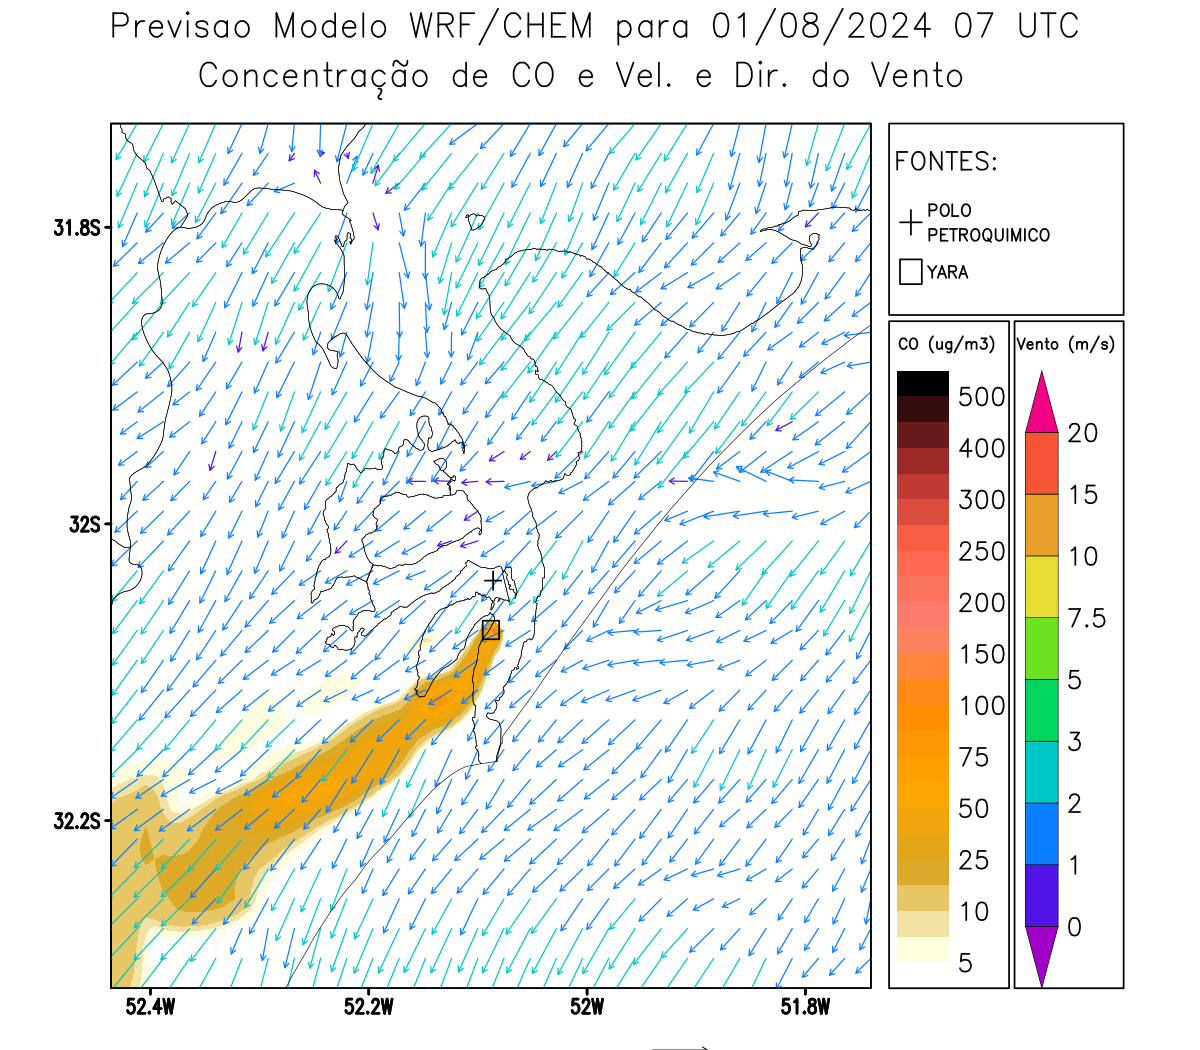 Previsao Modelo WRF/CHEM para 01/08/2024 07 UTC
Concentração de CO e Vel. e Dir. do Vento
FONTES:
POLO
PETROQUIMICO
YARA
31.8S
32S
32.2S
52.4W
52.2W
52W
51.8W
CO (ug/m3)
500
400
300
250
200
150
100
75
50
25
10
5
Vento (m/s)
20
15
10
7.5
5
3
2
1
0